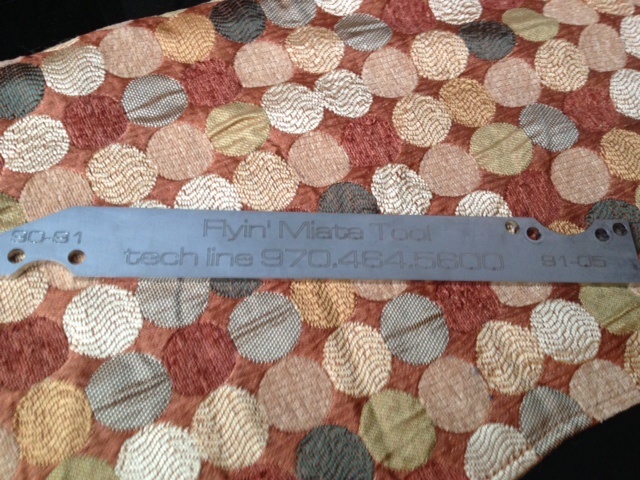 90-91
Flyin' Miata Tool
tech line 970.464.5600
91-05